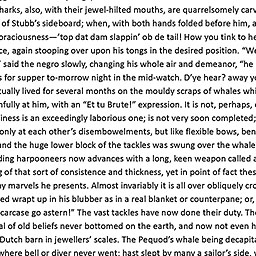 harks, also, with their jewel-hilted mouths, are quarrelsomely carv
of Stubb's sideboard; when, with both hands folded before him, a
oraciousness—'top dat dam slappin' ob de tail! How you tink to he
ce, again stooping over upon his tongs in the desired position. "We
" said the negro slowly, changing his whole air and demeanor, "he
s for supper to-morrow night in the mid-watch. D'ye hear? away yo
tually lived for several months on the mouldy scraps of whales whi
hfully at him, with an "Et tu Brute!" expression. It is not, perhaps, e
iness is an exceedingly laborious one; is not very soon completed;
only at each other's disembowelments, but like flexible bows, ben
and the huge lower block of the tackles was swung over the whale
ding harpooneers now advances with a long, keen weapon called a
g of that sort of consistence and thickness, yet in point of fact thes
y marvels he presents. Almost invariably it is all over obliquely cro
ed wrapt up in his blubber as in a real blanket or counterpane; or,
carcase go astern!" The vast tackles have now done their duty. The
al of old beliefs never bottomed on the earth, and now not even h
Dutch barn in jewellers' scales. The Pequod's whale being decapita
where bell or diver never went; hast slept by many a sailor's side, w